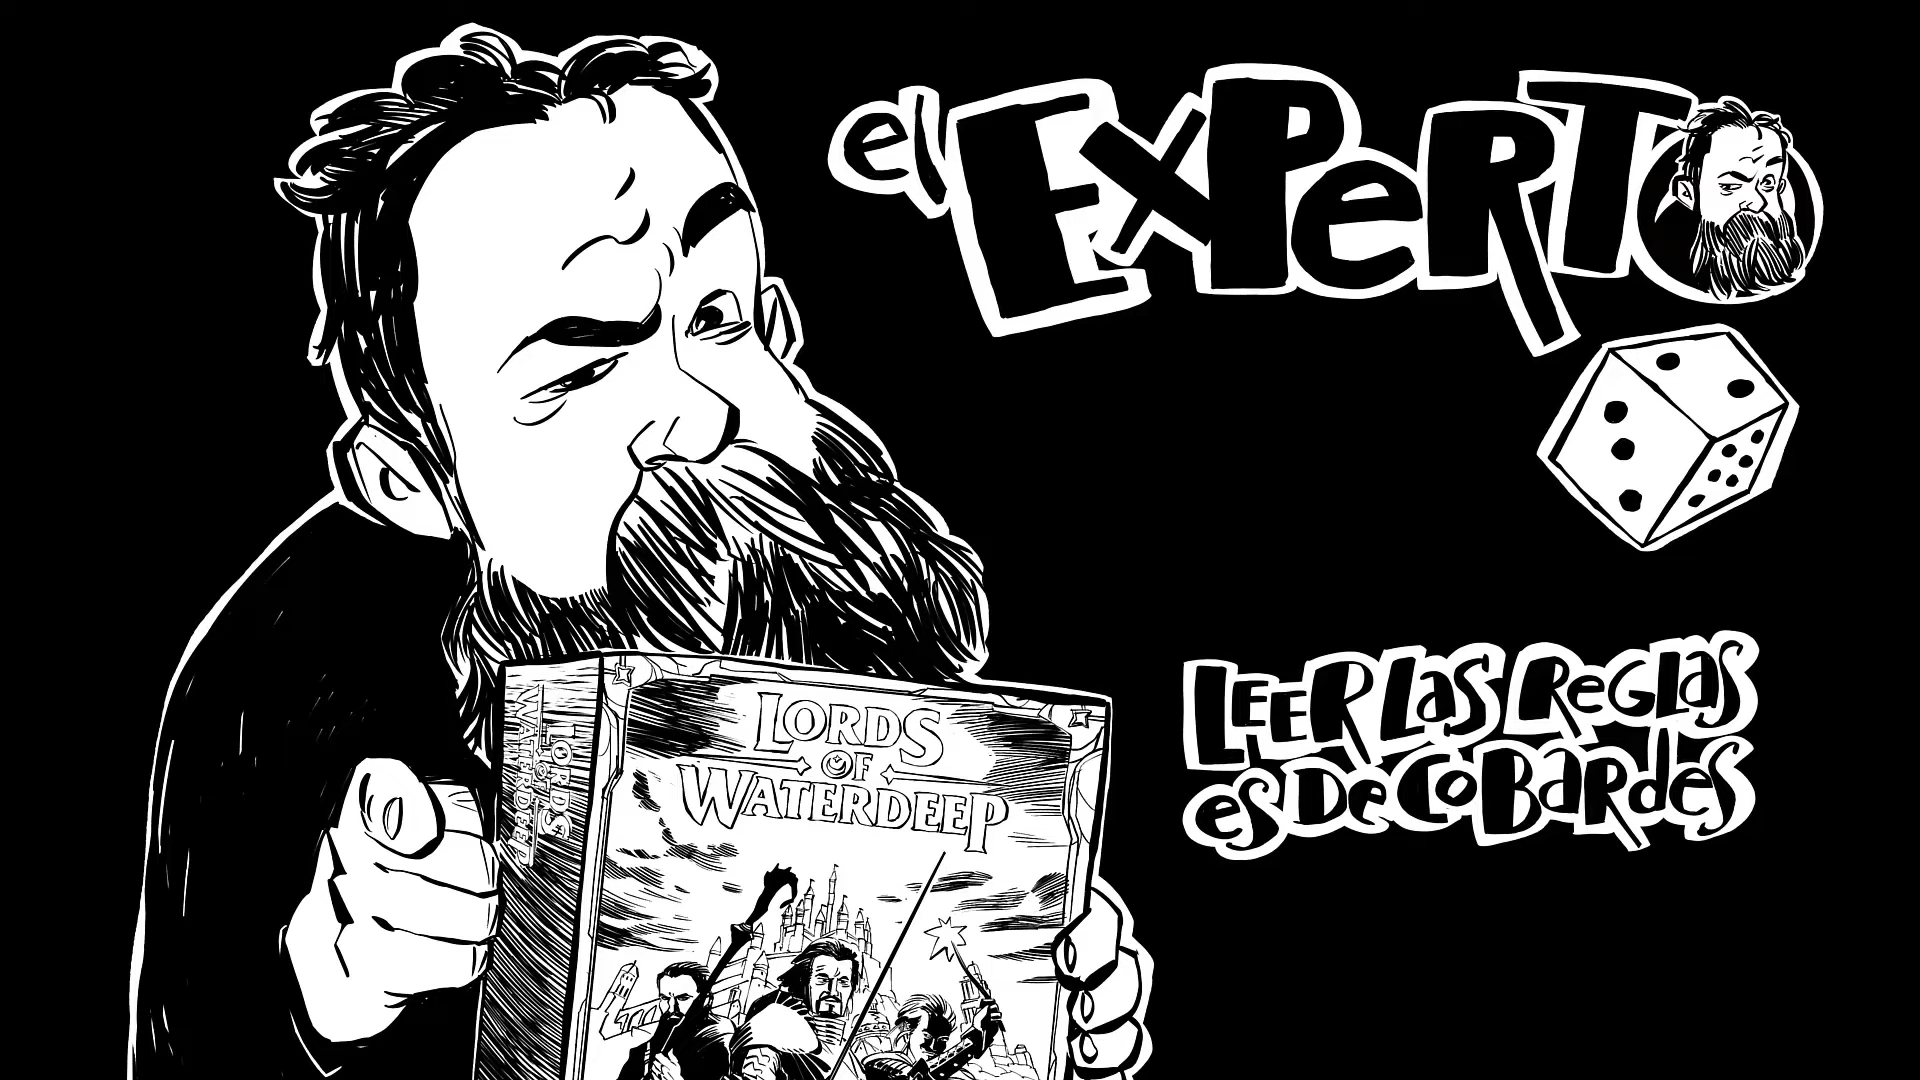 el EXPERTO
LEER LAS REGLAS
es DE COBARDES
LORDS
OF
WATERDEEP
LORDS OF WATERDEEP